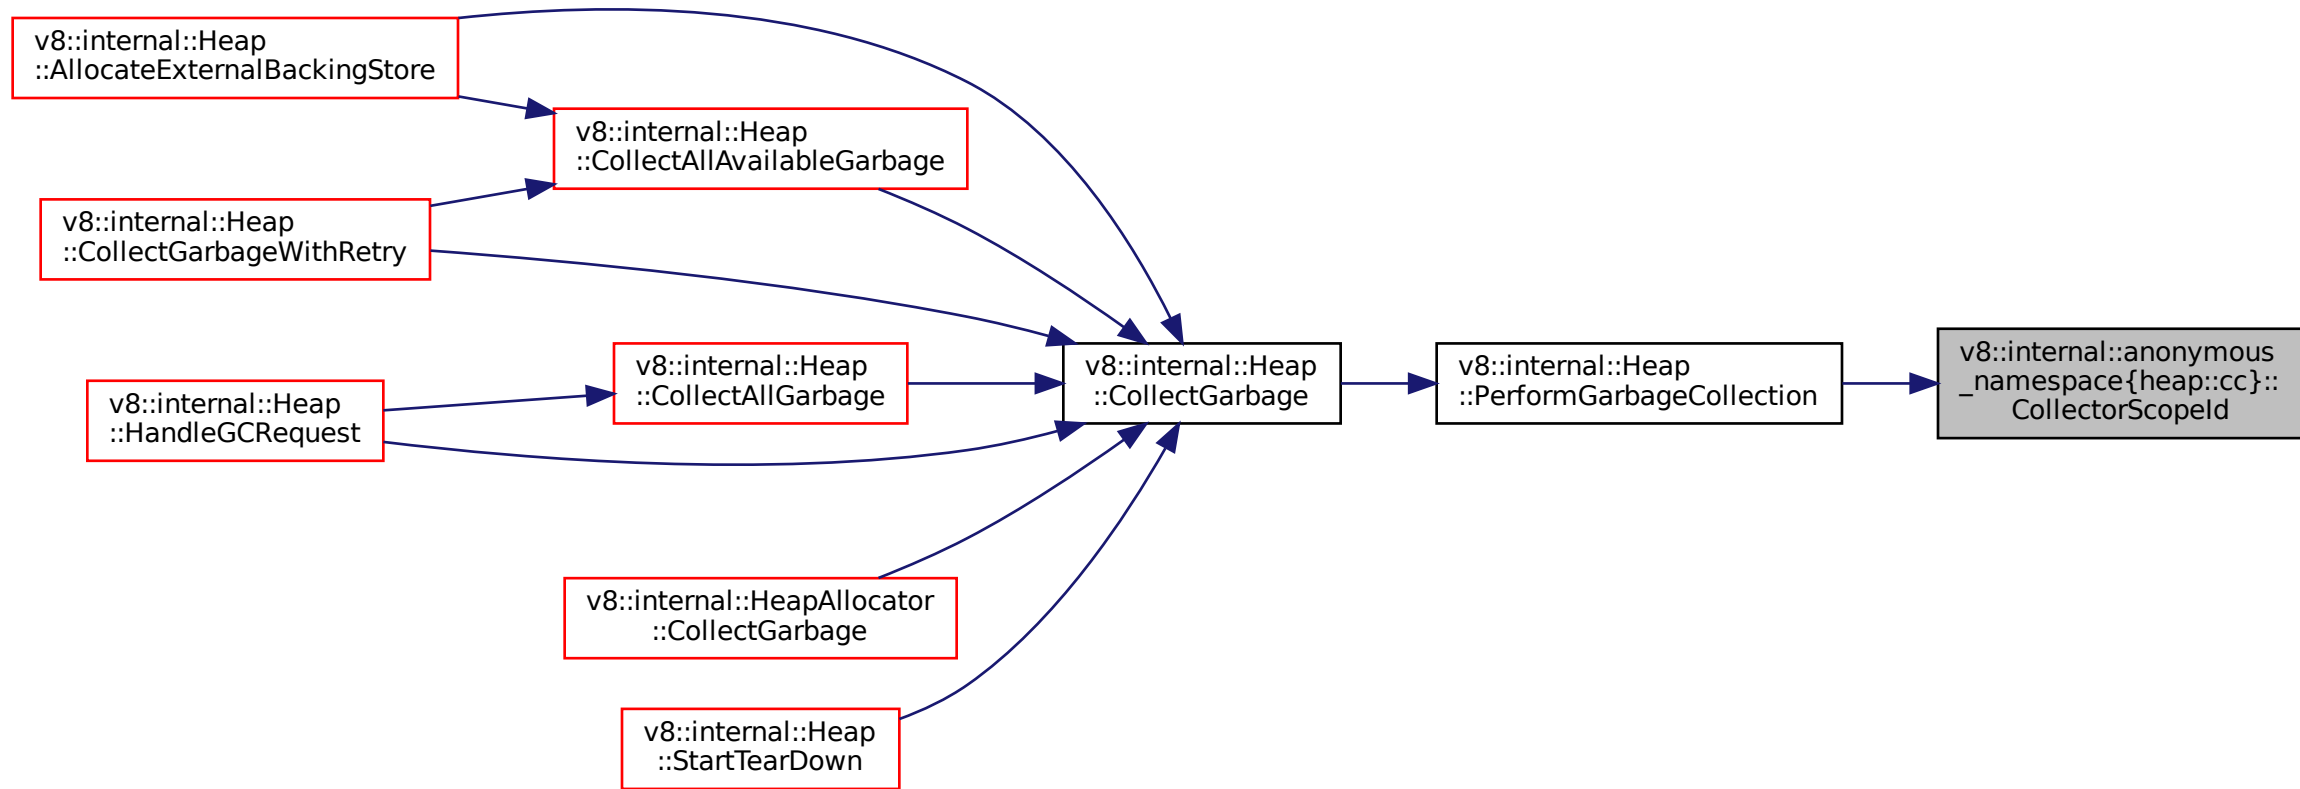 v8::internal::Heap
::AllocateExternalBackingStore
v8::internal::Heap
::CollectAllAvailableGarbage
v8::internal::Heap
::CollectGarbageWithRetry
v8::internal::Heap
::CollectAllGarbage
v8::internal::Heap
::HandleGCRequest
v8::internal::Heap
::CollectGarbage
v8::internal::Heap
::PerformGarbageCollection
v8::internal::anonymous
_namespace{heap::cc}::
CollectorScopeId
v8::internal::HeapAllocator
::CollectGarbage
v8::internal::Heap
::StartTearDown